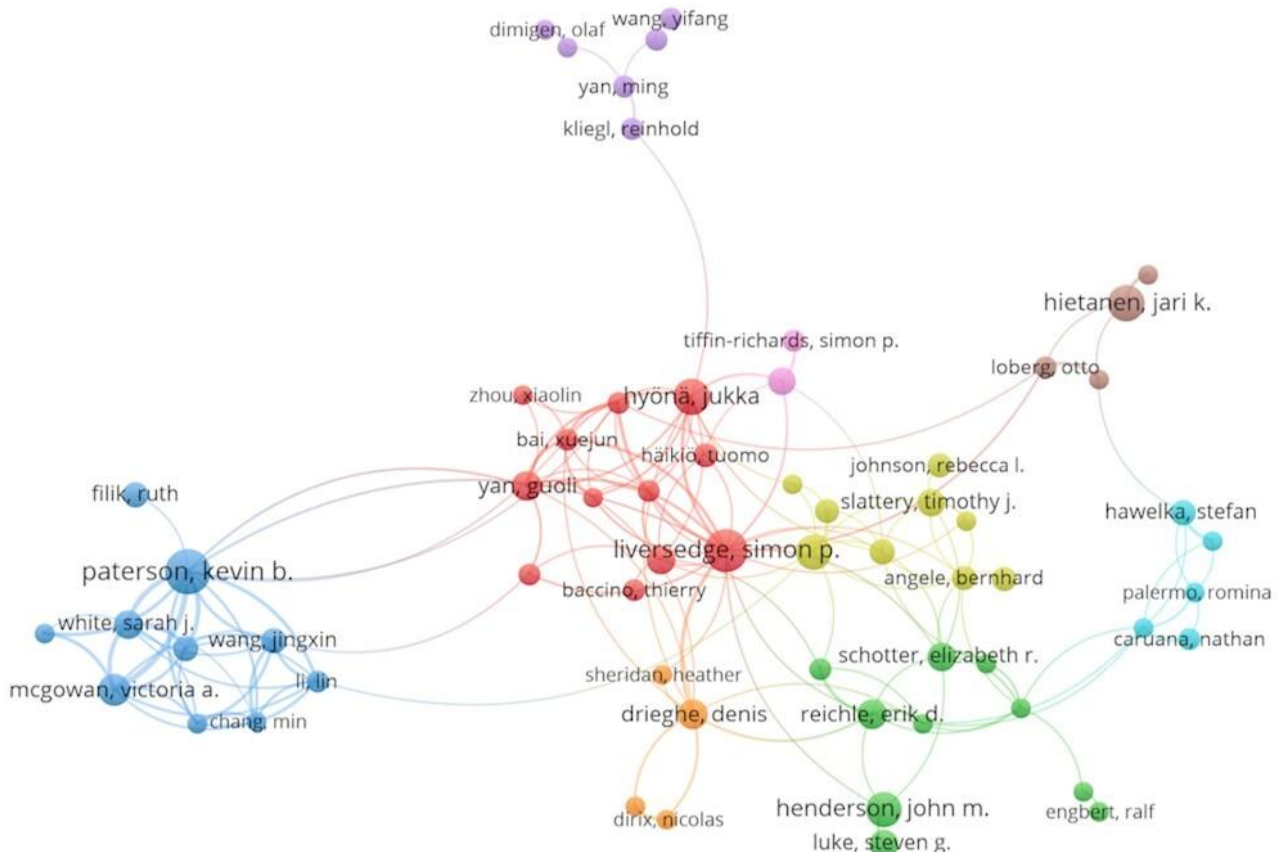 wang, yifang
dimigen, olaf
yan, ming
kliegl, reinhold
hietanen, jari k.
tiffin-richards, simon p.
loberg, otto
zhou, xiaolin
hyönä, jukka
bai, xuejun
häikiö, tuomo
johnson, rebecca l.
yan, guoli
filik, ruth
slattery, timothy j.
hawelka, stefan
liversedge, simon p.
paterson, kevin b.
angele, bernhard
baccino, thierry
palermo, romina
white, sarah j.
wang, jingxin
caruana, nathan
schotter, elizabeth r.
sheridan, heather
li, lin
mcgowan, victoria a.
drieghe, denis
reichle, erik d.
chang, min
henderson, john m.
engbert, ralf
dirix, nicolas
luke, steven g.